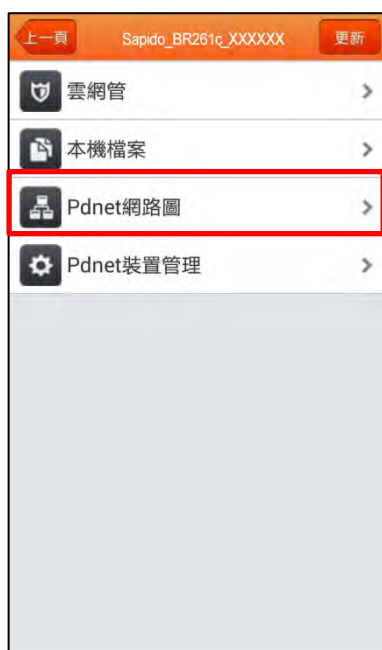 上一頁
Sapido_BR261c_XXXXXX
更新
雲網管
本機檔案
Pdnet網路圖
Pdnet裝置管理